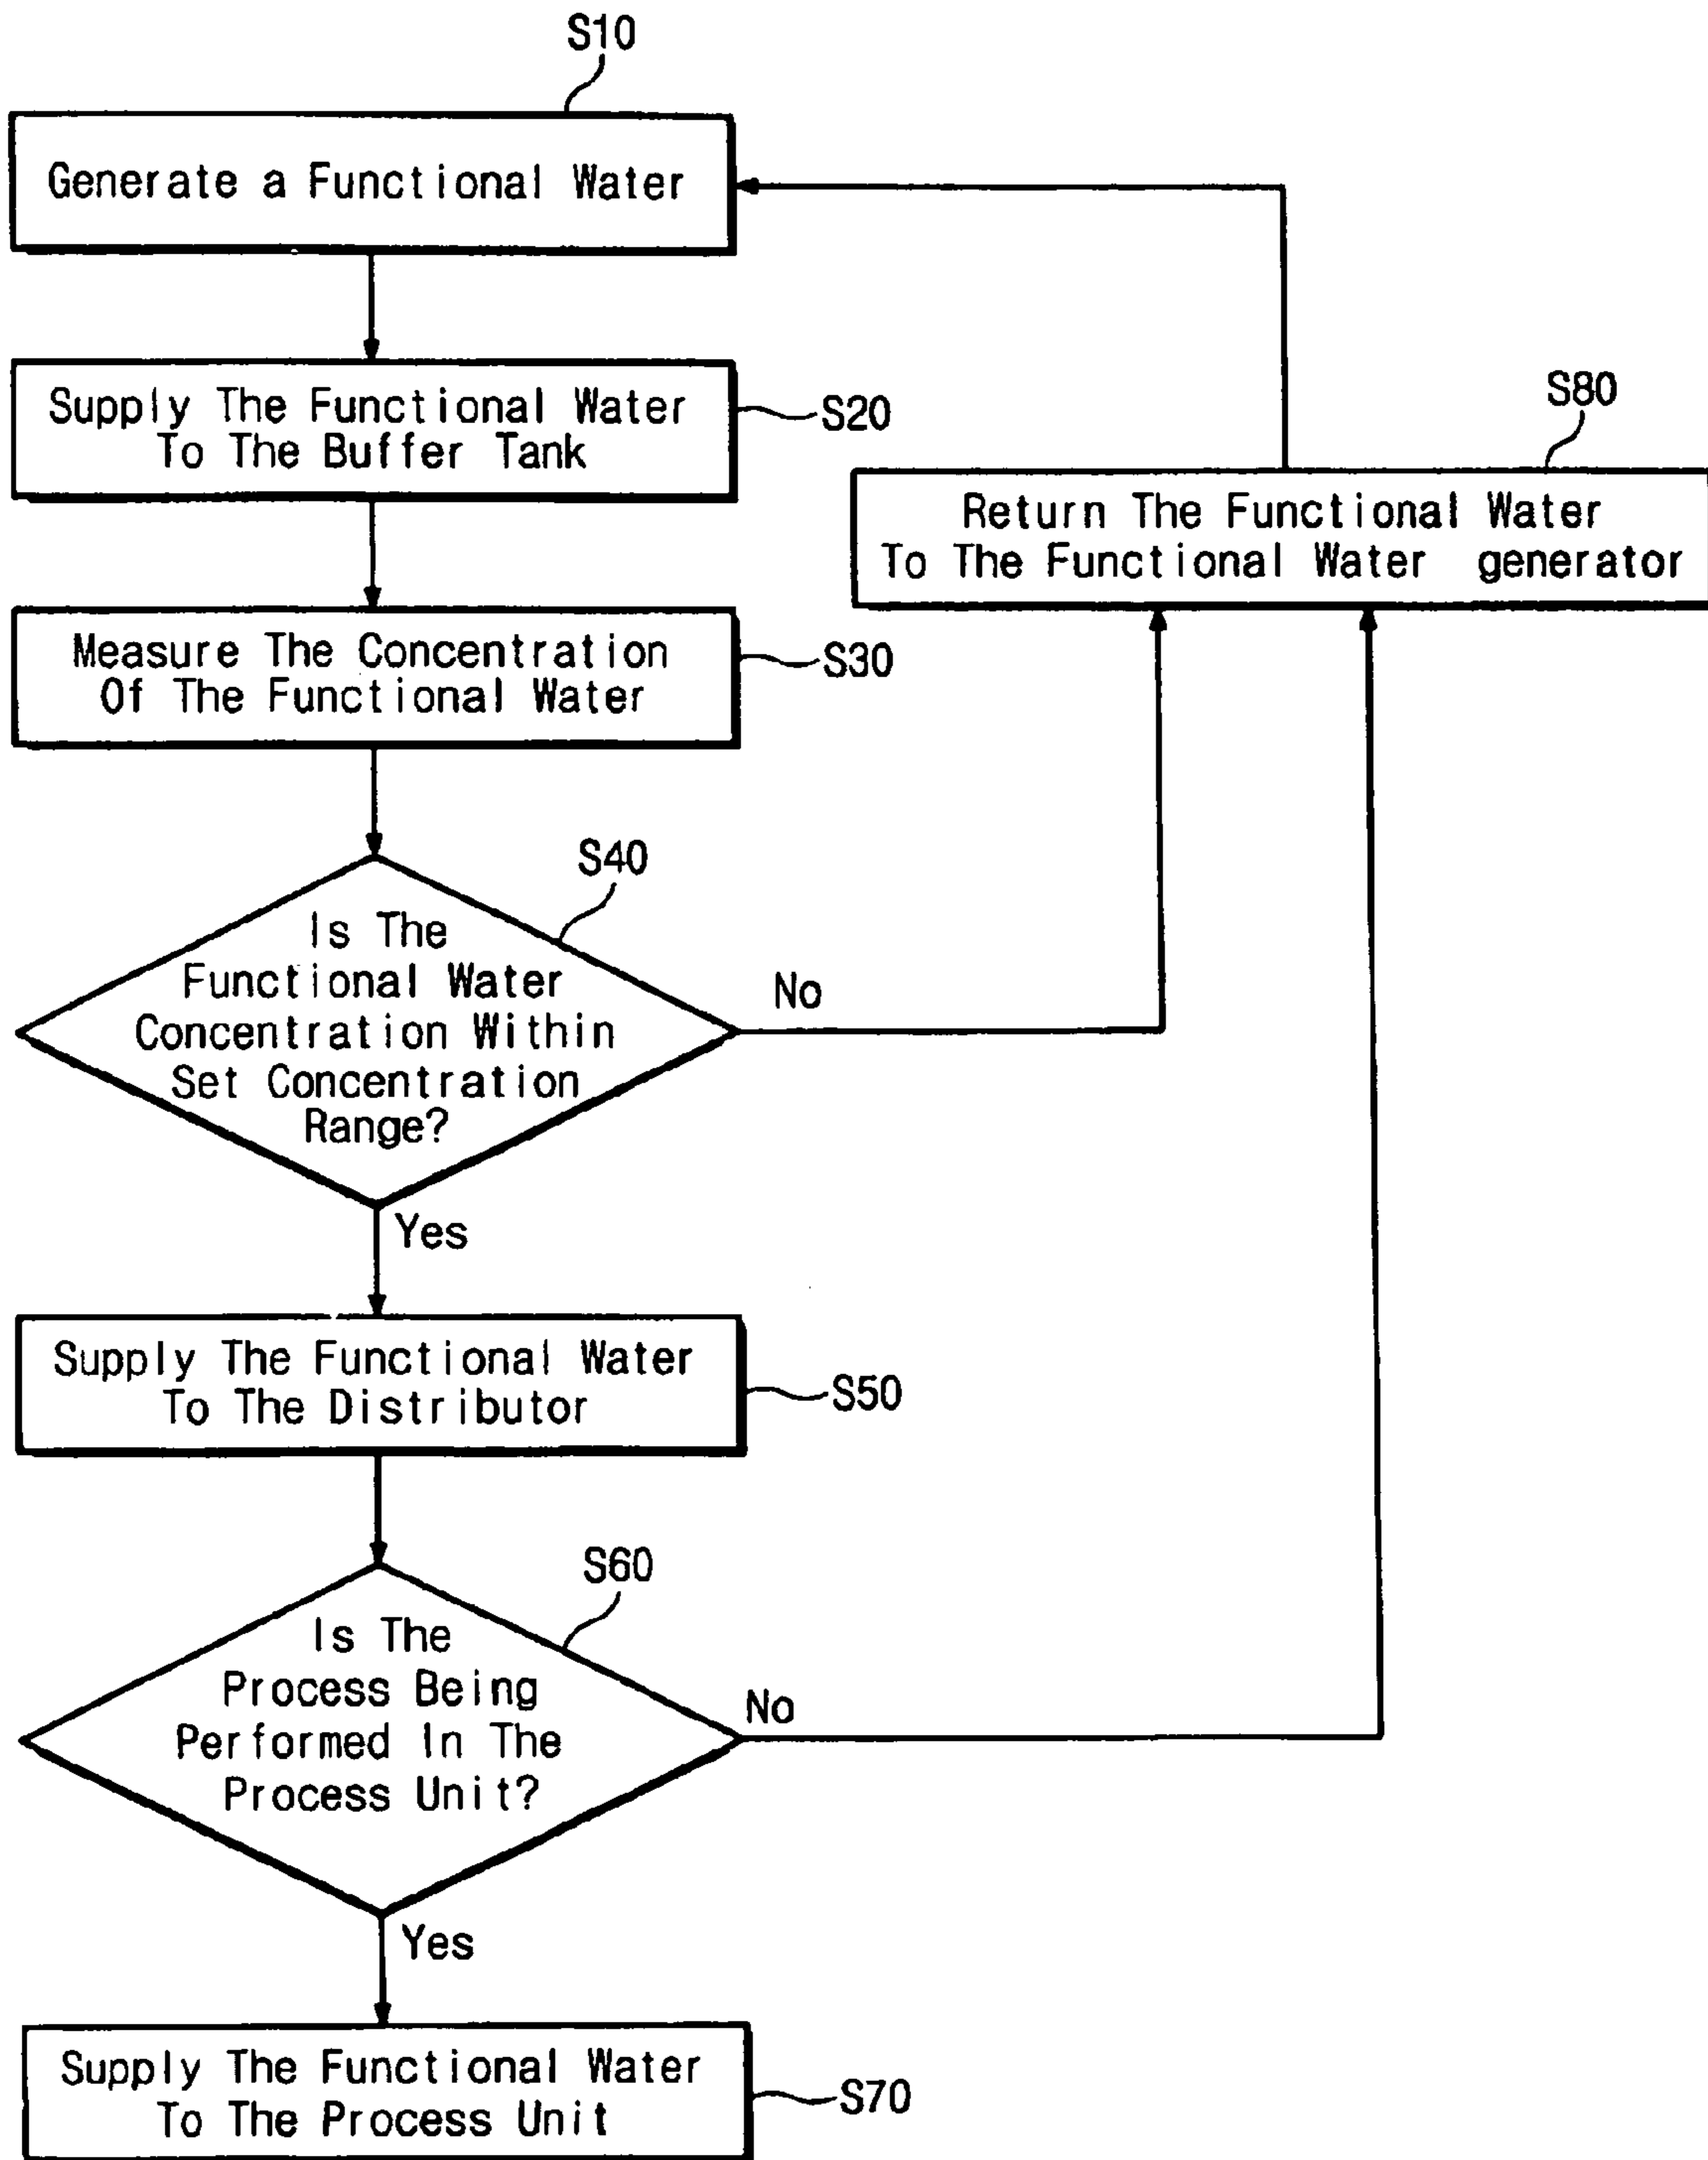 S10
Generate a Functional Water
Supply The Functional Water
To The Buffer Tank
S20
S80
Return The Functional Water
To The Functional Water generator
Measure The Concentration
Of The Functional Water
S30
S40
Is The
Functional Water
Concentration Within
Set Concentration
Range?
No
Yes
Supply The Functional Water
To The Distributor
S50
S60
Is The
Process Being
Performed In The
Process Unit?
No
Yes
Supply The Functional Water
To The Process Unit
S70